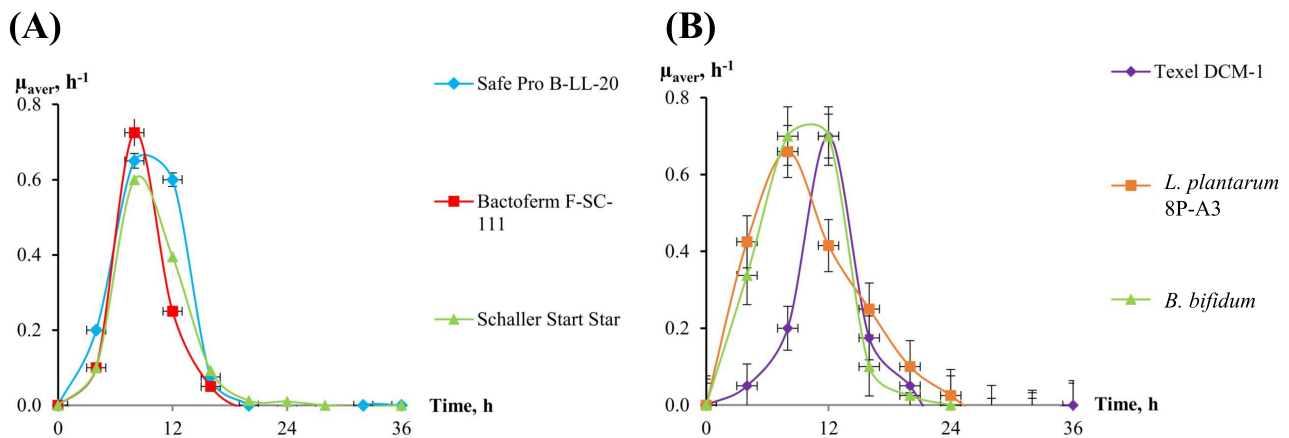 (A)
μaver, h-1
0.8
0.6
0.4
0.2
0.0
0
12
24
36
Time, h
Safe Pro B-LL-20
Bactoferm F-SC-
111
Schaller Start Star
(B)
μaver, h-1
0.8
0.6
0.4
0.2
0.0
0
12
24
36
Time, h
Texel DCM-1
L. plantarum
8P-A3
B. bifidum